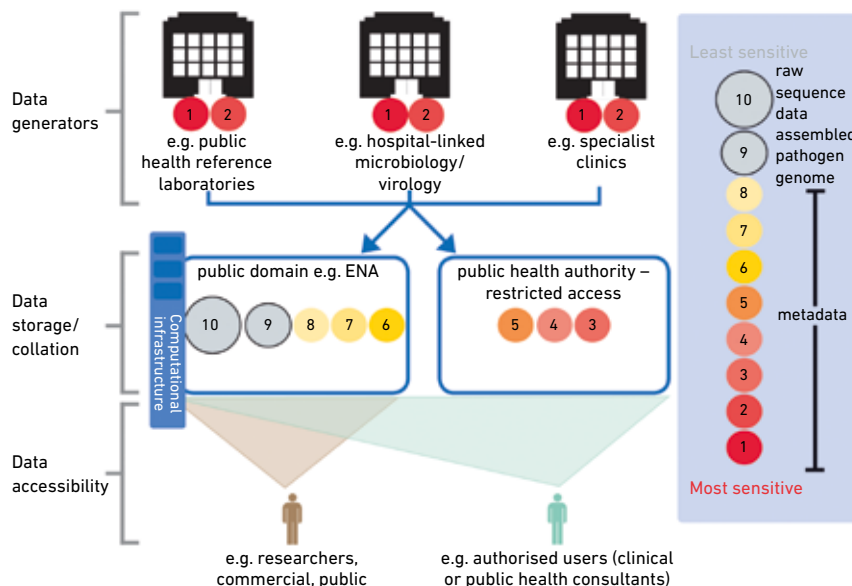 Data
generators
1 2
e.g. public
health reference
laboratories
1 2
e.g. hospital-linked
microbiology/
virology
1 2
e.g. specialist
clinics
Data
storage/
collation
Computational
infrastructure
public domain e.g. ENA
10 9 8 7 6
public health authority –
restricted access
5 4 3
Data
accessibility
e.g. researchers,
commercial, public
e.g. authorised users (clinical
or public health consultants)
Least sensitive
10
raw
sequence
data
9
assembled
pathogen
genome
8
7
6
5
4
3
2
1
metadata
Most sensitive